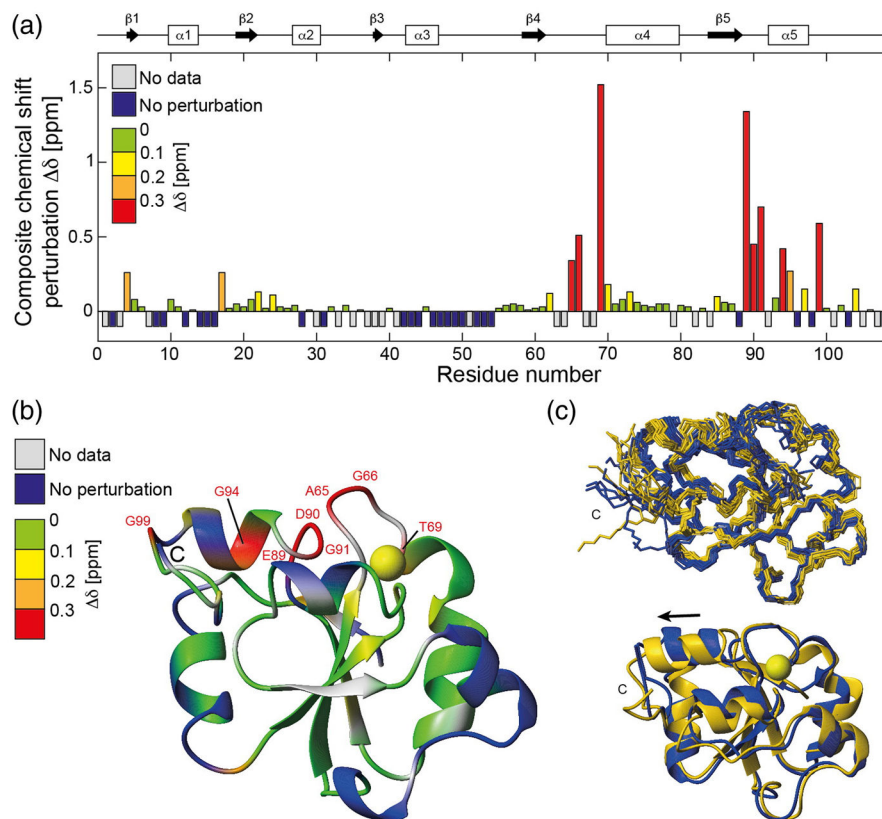 (a)
β1 α1 β2 α2 β3 α3 β4 α4 β5 α5
Composite chemical shift
perturbation Δδ [ppm]
1.5
1
0.5
0
No data
No perturbation
0
0.1
0.2
0.3
Δδ [ppm]
0 10 20 30 40 50 60 70 80 90 100
Residue number
(b)
No data
No perturbation
0
0.1
0.2
0.3
Δδ [ppm]
G99
C
G94
E89
D90
A65
G91
G66
T69
(c)
C
C